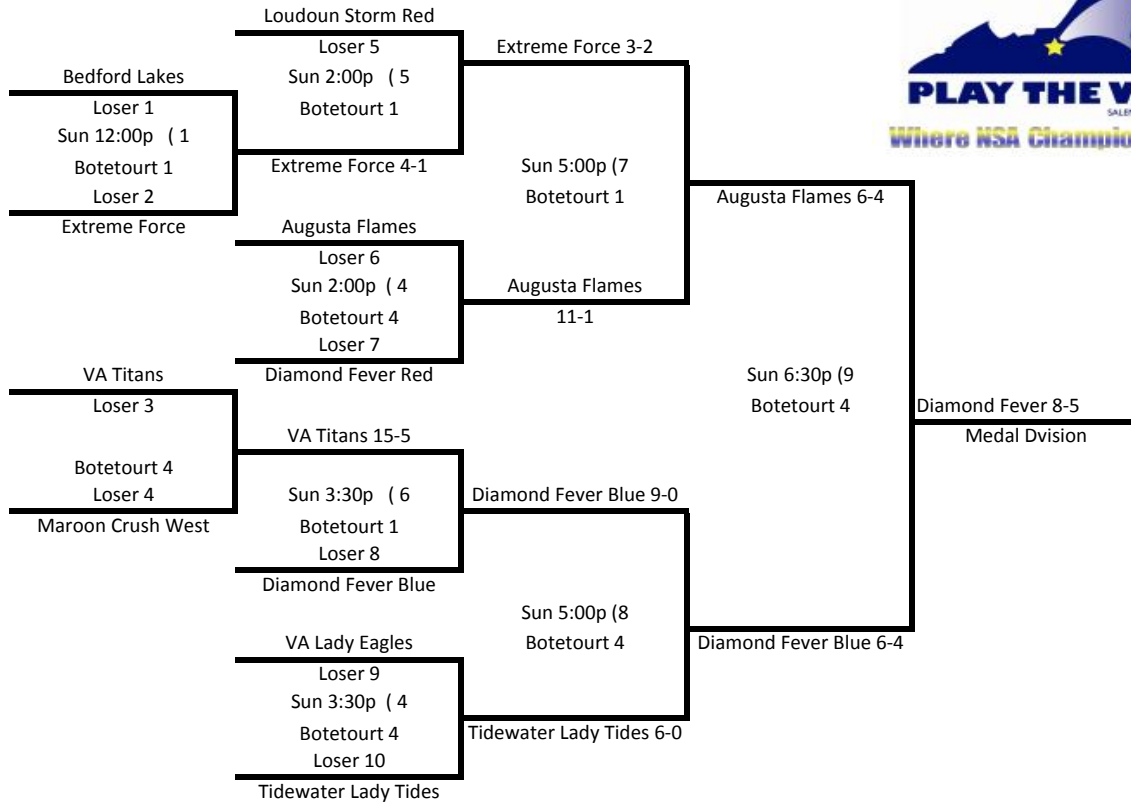 Loudoun Storm Red
Loser 5
Sun 2:00p ( 5
Botetourt 1
Extreme Force 3-2
PLAY THE
SALEM
Where NSA
Bedford Lakes
Loser 1
Sun 12:00p ( 1
Botetourt 1
Loser 2
Extreme Force
Extreme Force 4-1
Sun 5:00p (7
Botetourt 1
Augusta Flames 6-4
Augusta Flames
Loser 6
Sun 2:00p ( 4
Botetourt 4
Loser 7
Diamond Fever Red
Augusta Flames
11-1
VA Titans
Loser 3
Botetourt 4
Loser 4
Maroon Crush West
Sun 6:30p (9
Botetourt 4
Diamond Fever 8-5
Medal Dvision
VA Titans 15-5
Sun 3:30p ( 6
Botetourt 1
Loser 8
Diamond Fever Blue
Diamond Fever Blue 9-0
Sun 5:00p (8
Botetourt 4
Diamond Fever Blue 6-4
VA Lady Eagles
Loser 9
Sun 3:30p ( 4
Botetourt 4
Loser 10
Tidewater Lady Tides
Tidewater Lady Tides 6-0